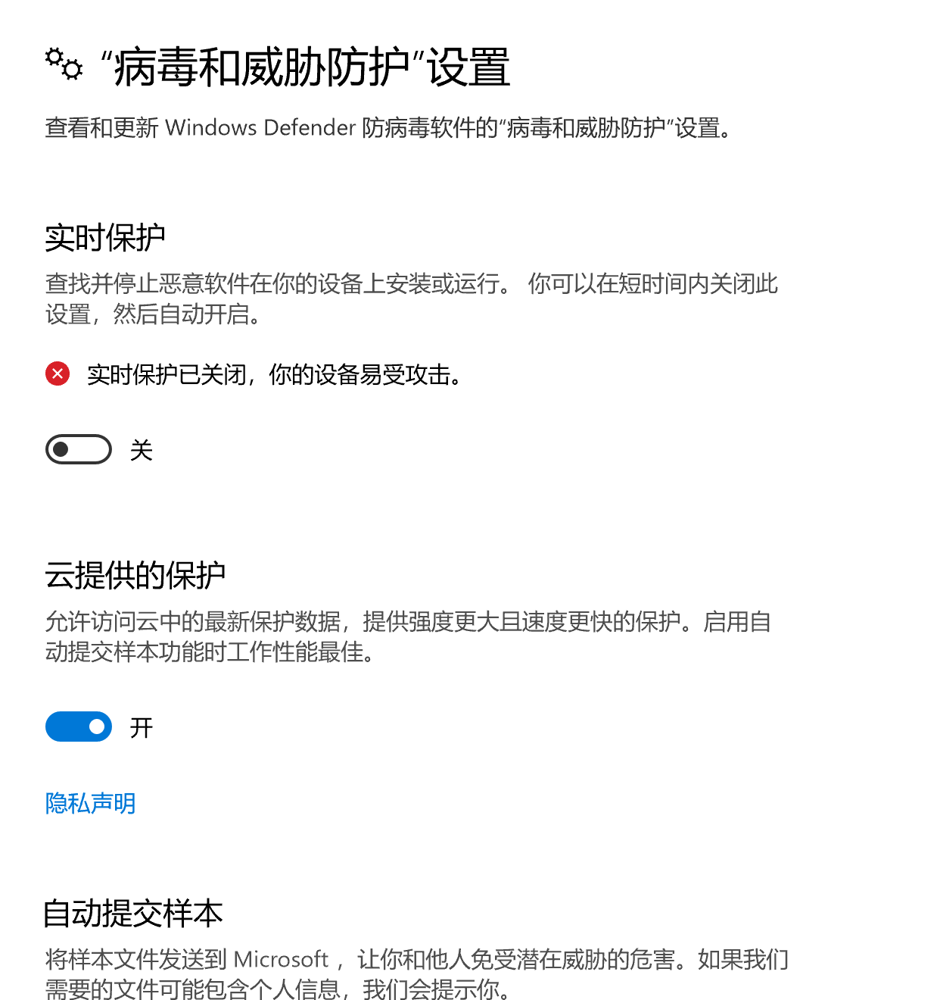 “病毒和威胁防护”设置
查看和更新 Windows Defender 防病毒软件的“病毒和威胁防护”设置。
实时保护
查找并停止恶意软件在你的设备上安装或运行。 你可以在短时间内关闭此
设置，然后自动开启。
实时保护已关闭，你的设备易受攻击。
关
云提供的保护
允许访问云中的最新保护数据，提供强度更大且速度更快的保护。启用自
动提交样本功能时工作性能最佳。
开
隐私声明
自动提交样本
将样本文件发送到 Microsoft ，让你和他人免受潜在威胁的危害。如果我们
需要的文件可能包含个人信息，我们会提示你。